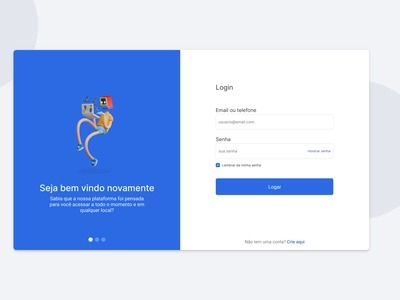 Seja bem vindo novamente
Sabia que a nossa plataforma foi pensada
para você acessar a todo o momento e em
qualquer local?
Login
Email ou telefone
usuario@email.com
Senha
sua senha
mostrar senha
Lembrar da minha senha
Logar
Não tem uma conta? Crie aqui